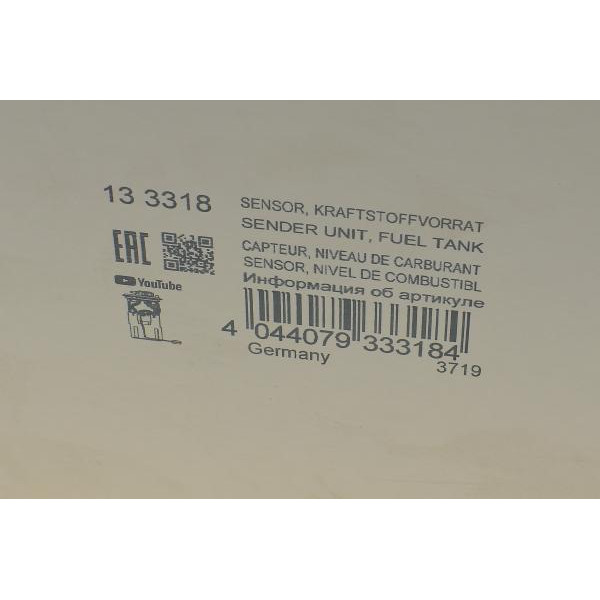 13 3318
SENSOR, KRAFTSTOFFVORRAT
SENDER UNIT, FUEL TANK
CAPTEUR, NIVEAU DE CARBURANT
SENSOR, NIVEL DE COMBUSTIBL
Информация об артикуле
EAC
YouTube
4 044079 333184
Germany
3719